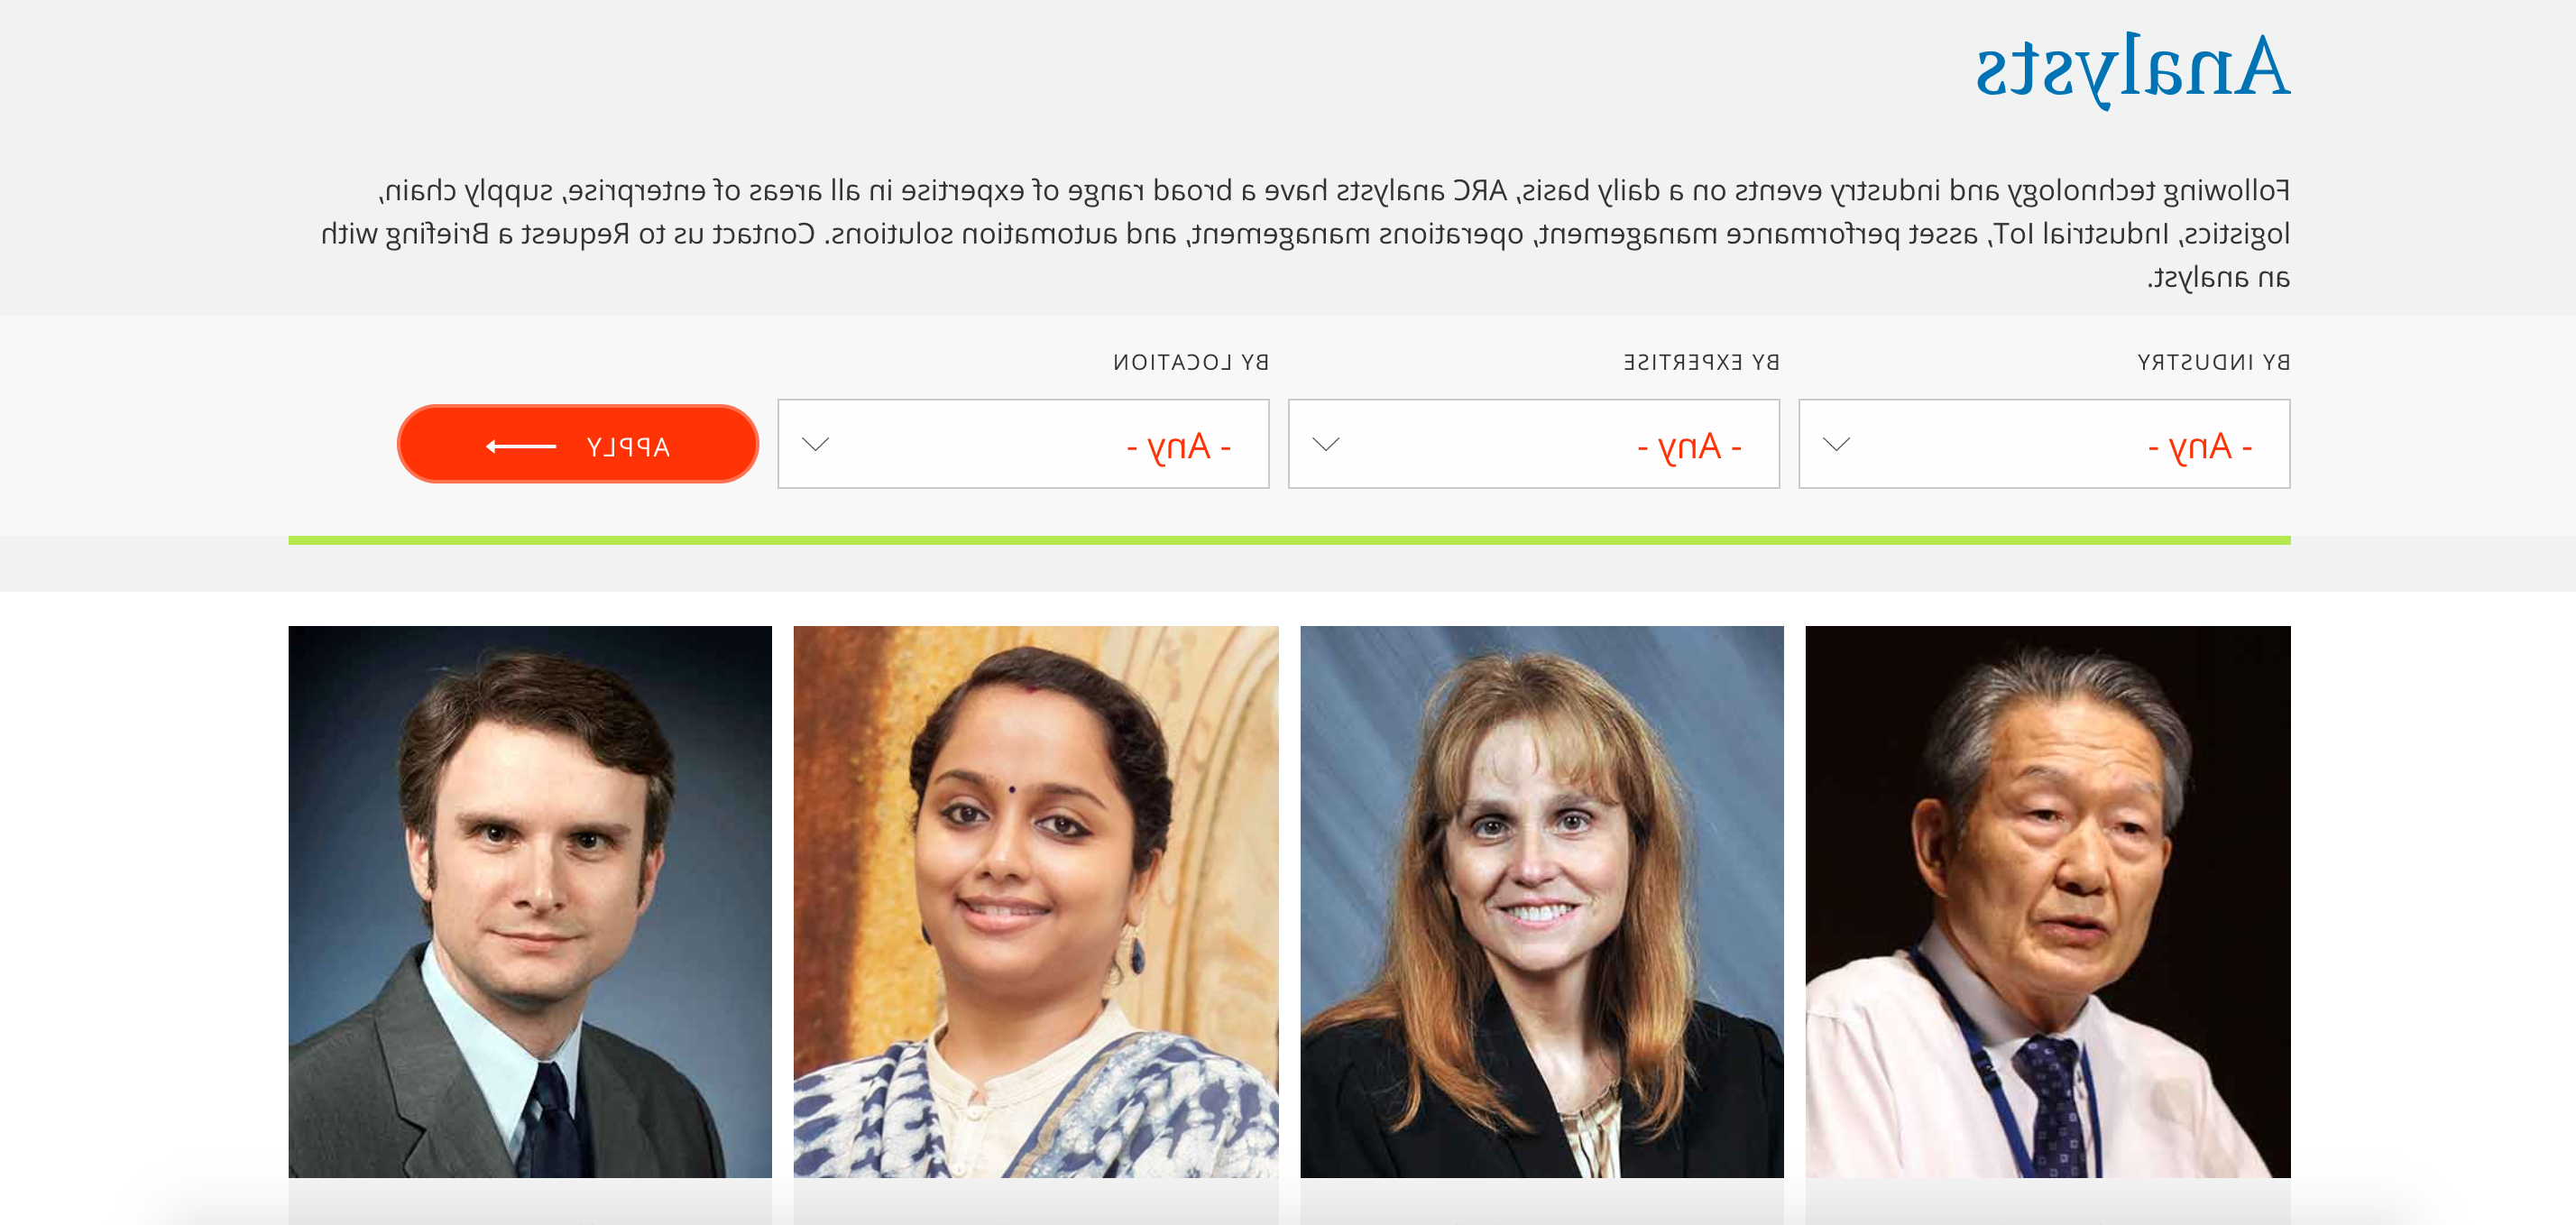 Analysts
Following technology and industry events on a daily basis, ARC analysts have a broad range of expertise in all areas of enterprise, supply chain,
logistics, Industrial IoT, asset performance management, operations management, and automation solutions. Contact us to Request a Briefing with
an analyst.
BY INDUSTRY
BY EXPERTISE
BY LOCATION
- Any -
- Any -
- Any -
APPLY